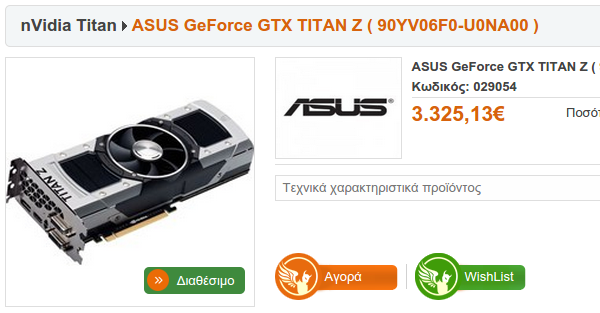 nVidia Titan ASUS GeForce GTX TITAN Z ( 90YV06F0-U0NA00 )
ASUS GeForce GTX TITAN Z (
Κωδικός: 029054
ASUS
3.325,13€
TITAN Z
Τεχνικά χαρακτηριστικά προϊόντος
» Διαθέσιμο
Αγορά
WishList